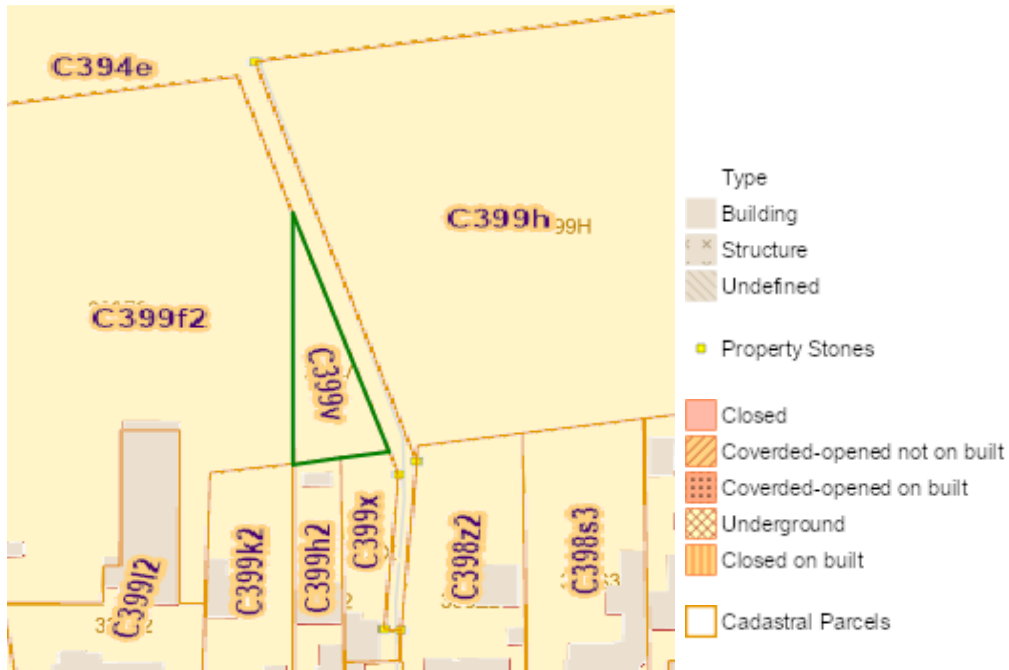 C394e
C399h
99H
C399f2
C399v
C399l2
C399k2
C399h2
C399x
C398z2
C398s3
Type
Building
Structure
Undefined
Property Stones
Closed
Coverded-opened not on built
Coverded-opened on built
Underground
Closed on built
Cadastral Parcels